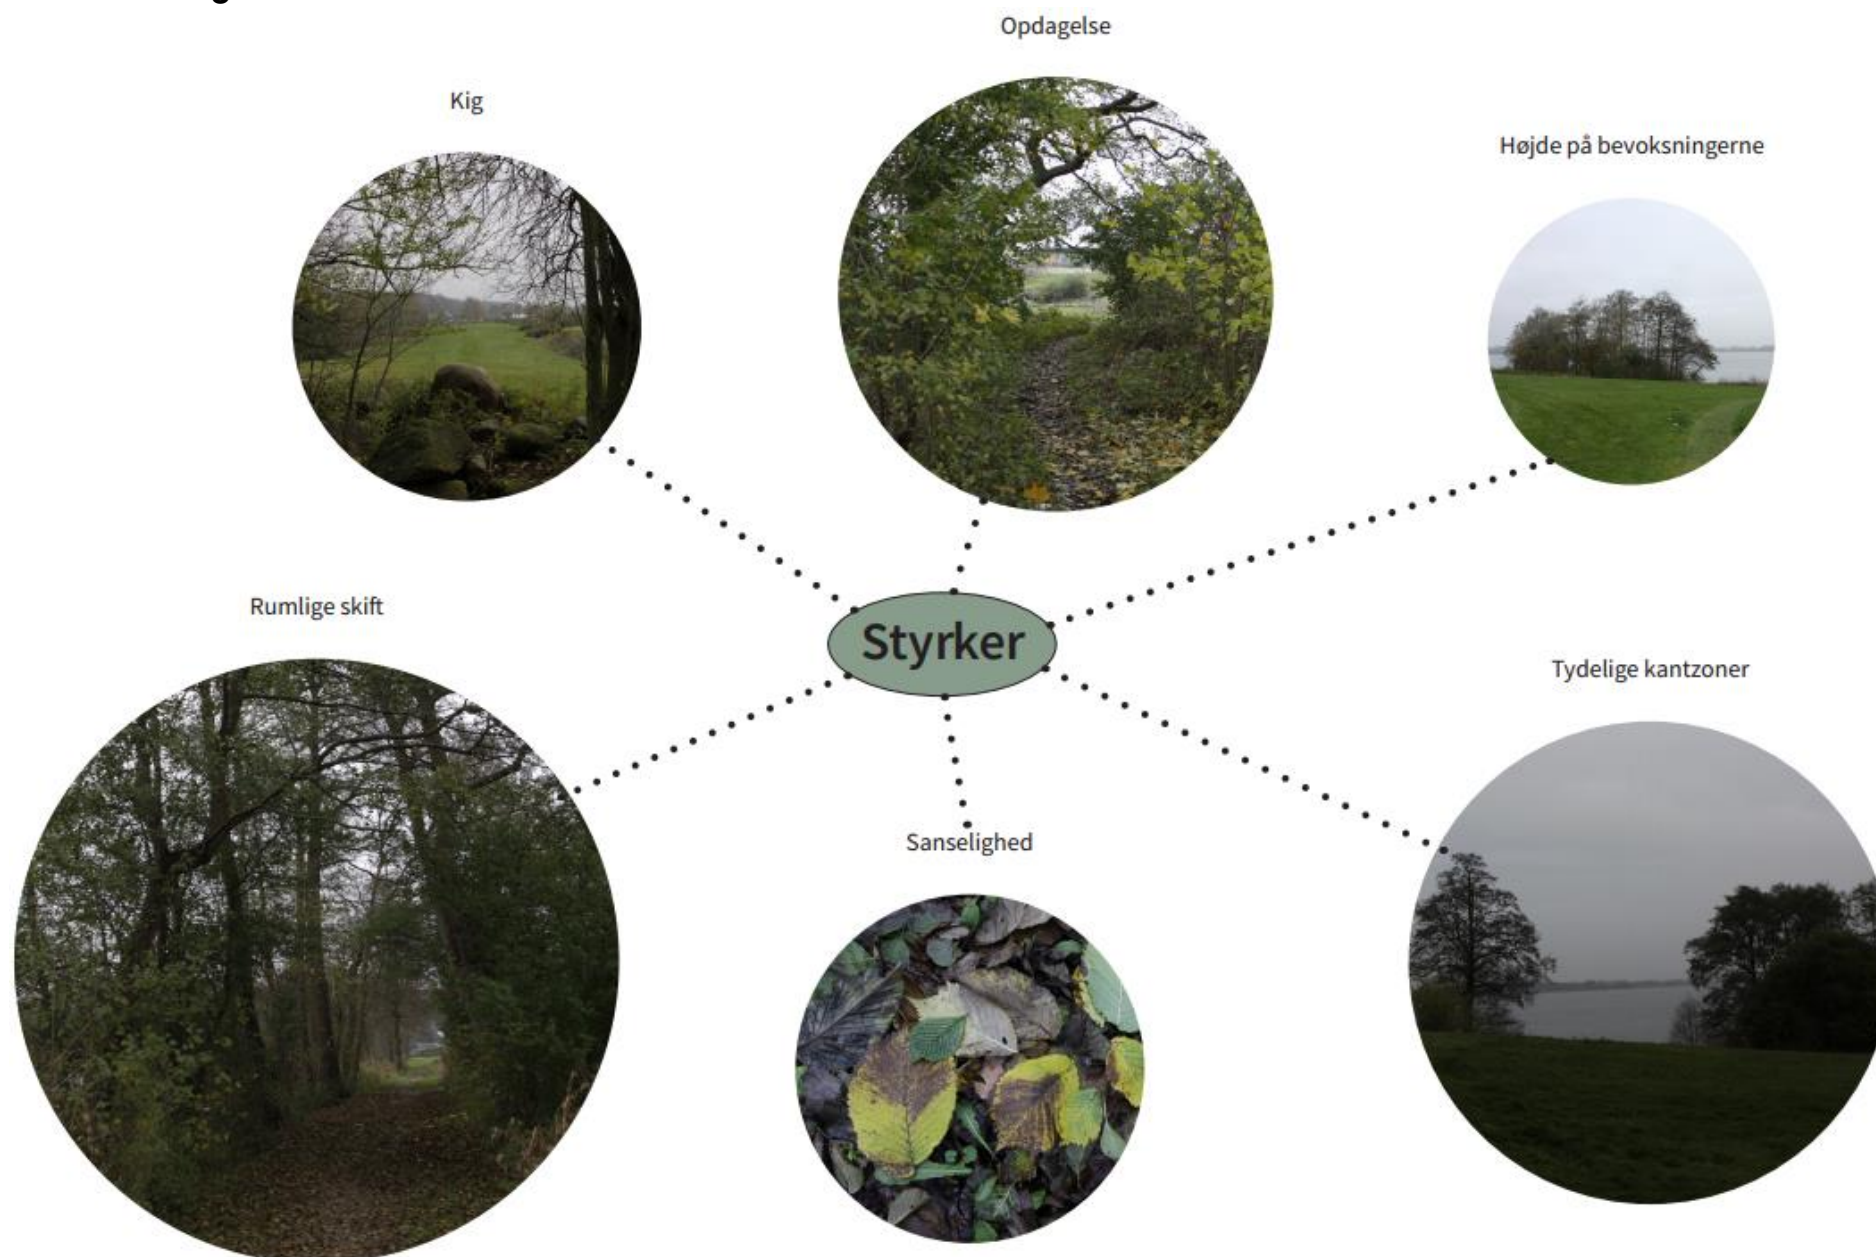 Opdagelse
Kig
Højde på bevoksningerne
Rumlige skift
Styrker
Tydelige kantzoner
Sanselighed